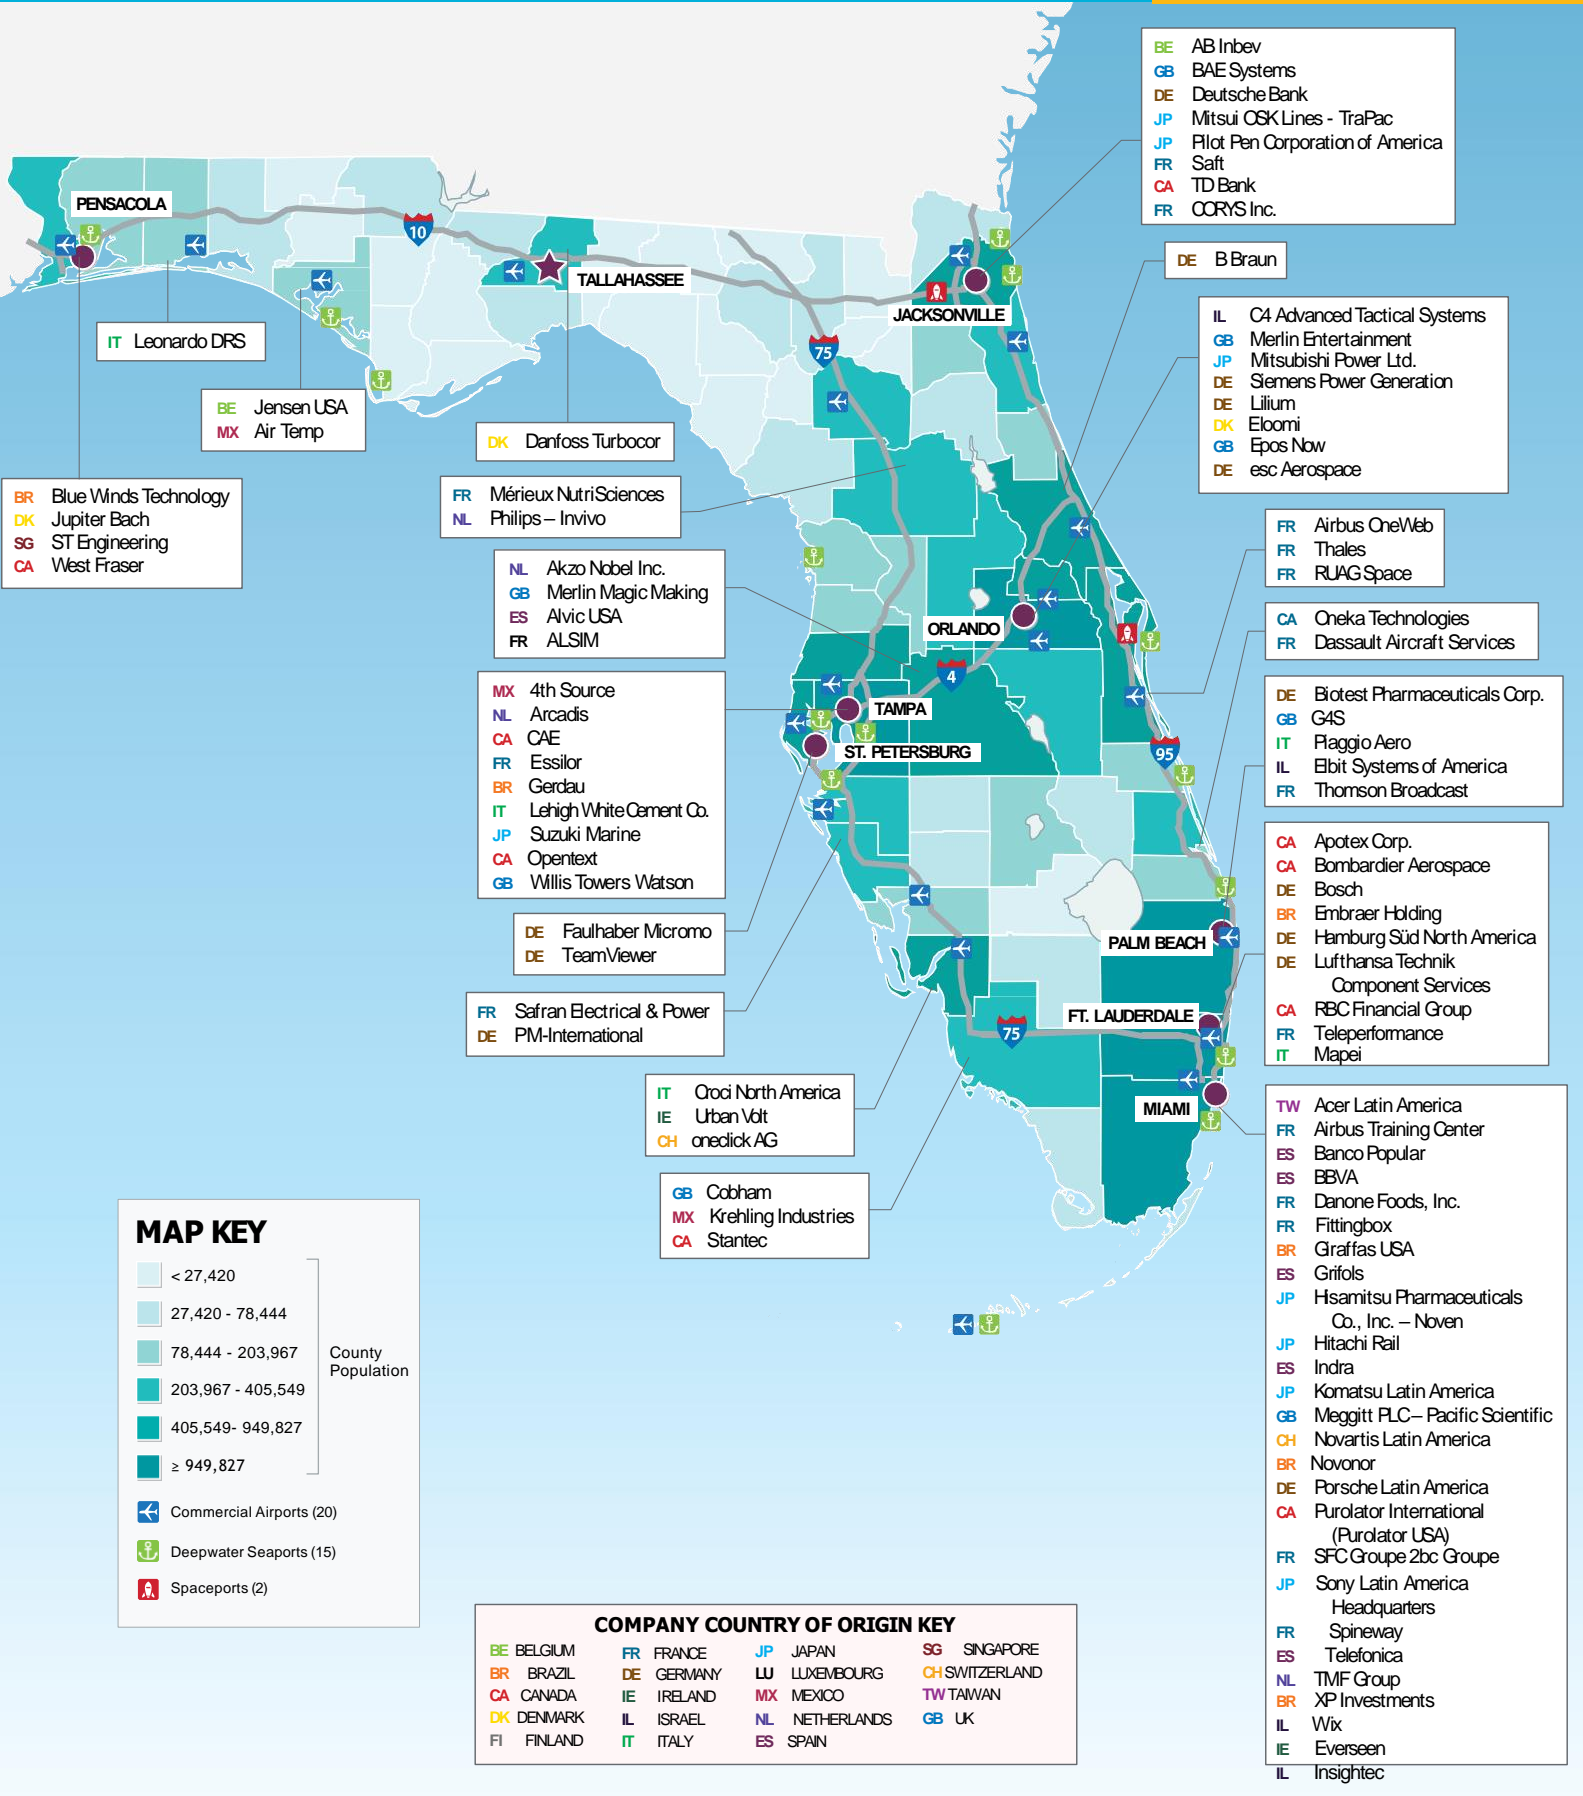 BE AB Inbev
GB BAE Systems
DE Deutsche Bank
JP Mitsui OSK Lines - TraPac
JP Pilot Pen Corporation of America
FR Saft
CA TD Bank
FR CORYS Inc.
PENSACOLA
10
TALLAHASSEE
DE B Braun
JACKSONVILLE
75
IL C4 Advanced Tactical Systems
GB Merlin Entertainment
JP Mitsubishi Power Ltd.
DE Siemens Power Generation
DE Lilium
DK Eloomi
GB Epos Now
DE esc Aerospace
IT Leonardo DRS
BE Jensen USA
MX Air Temp
DK Danfoss Turbocor
BR Blue Winds Technology
DK Jupiter Bach
SG ST Engineering
CA West Fraser
FR Mérieux NutriSciences
NL Philips – Invivo
FR Airbus OneWeb
FR Thales
FR RUAG Space
NL Akzo Nobel Inc.
GB Merlin Magic Making
ES Alvic USA
FR ALSIM
ORLANDO
CA Oneka Technologies
FR Dassault Aircraft Services
4
MX 4th Source
NL Arcadis
CA CAE
FR Essilor
BR Gerdau
IT Lehigh White Cement Co.
JP Suzuki Marine
CA Opentext
GB Willis Towers Watson
TAMPA
ST. PETERSBURG
95
DE Biotest Pharmaceuticals Corp.
GB G4S
IT Piaggio Aero
IL Elbit Systems of America
FR Thomson Broadcast
CA Apotex Corp.
CA Bombardier Aerospace
DE Bosch
BR Embraer Holding
DE Hamburg Süd North America
DE Lufthansa Technik
Component Services
CA RBC Financial Group
FR Teleperformance
IT Mapei
DE Faulhaber Micromo
DE TeamViewer
PALM BEACH
FR Safran Electrical & Power
DE PM-International
FT. LAUDERDALE
75
IT Croci North America
IE Urban Volt
CH oneclick AG
MIAMI
TW Acer Latin America
FR Airbus Training Center
ES Banco Popular
ES BBVA
FR Danone Foods, Inc.
FR Fittingbox
BR Giraffas USA
ES Grifols
JP Hisamitsu Pharmaceuticals
Co., Inc. – Noven
JP Hitachi Rail
ES Indra
JP Komatsu Latin America
GB Meggitt PLC – Pacific Scientific
CH Novartis Latin America
BR Novonor
DE Porsche Latin America
CA Purolator International
(Purolator USA)
FR SFC Groupe 2bc Groupe
JP Sony Latin America
Headquarters
FR Spineway
ES Telefonica
NL TMF Group
BR XP Investments
IL Wix
IE Everseen
IL Insightec
GB Cobham
MX Krehling Industries
CA Stantec
MAP KEY
< 27,420
27,420 - 78,444
78,444 - 203,967
203,967 - 405,549
405,549- 949,827
≥ 949,827
County
Population
Commercial Airports (20)
Deepwater Seaports (15)
Spaceports (2)
COMPANY COUNTRY OF ORIGIN KEY
BE BELGIUM
BR BRAZIL
CA CANADA
DK DENMARK
FI FINLAND
FR FRANCE
DE GERMANY
IE IRELAND
IL ISRAEL
IT ITALY
JP JAPAN
LU LUXEMBOURG
MX MEXICO
NL NETHERLANDS
ES SPAIN
SG SINGAPORE
CH SWITZERLAND
TW TAIWAN
GB UK